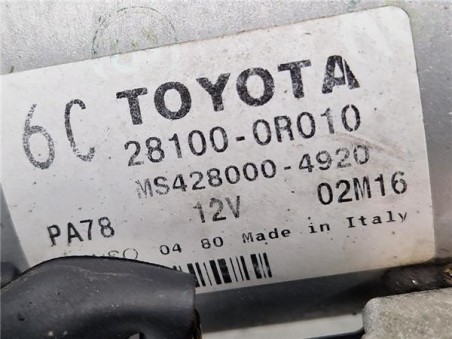 6C TOYOTA
28100-0R010
MS428000-4920
PA78 12V 02M16
04 80 Made in Italy